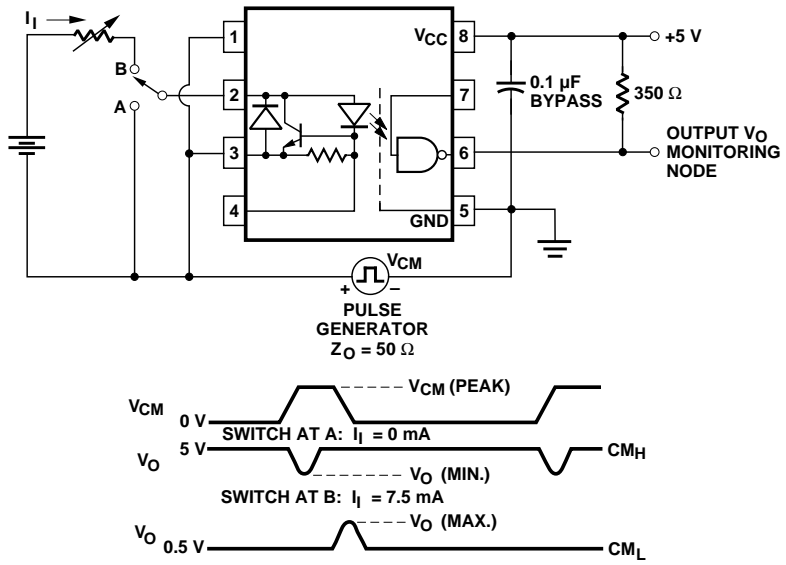 I_I
B
A
1
2
3
4
V_CC
8
7
6
GND
5
+5 V
0.1 µF
BYPASS
350 Ω
OUTPUT V_O
MONITORING
NODE
V_CM
+
–
PULSE
GENERATOR
Z_O = 50 Ω
V_CM (PEAK)
V_CM
0 V
SWITCH AT A: I_I = 0 mA
V_O
5 V
CM_H
V_O (MIN.)
SWITCH AT B: I_I = 7.5 mA
V_O (MAX.)
V_O
0.5 V
CM_L